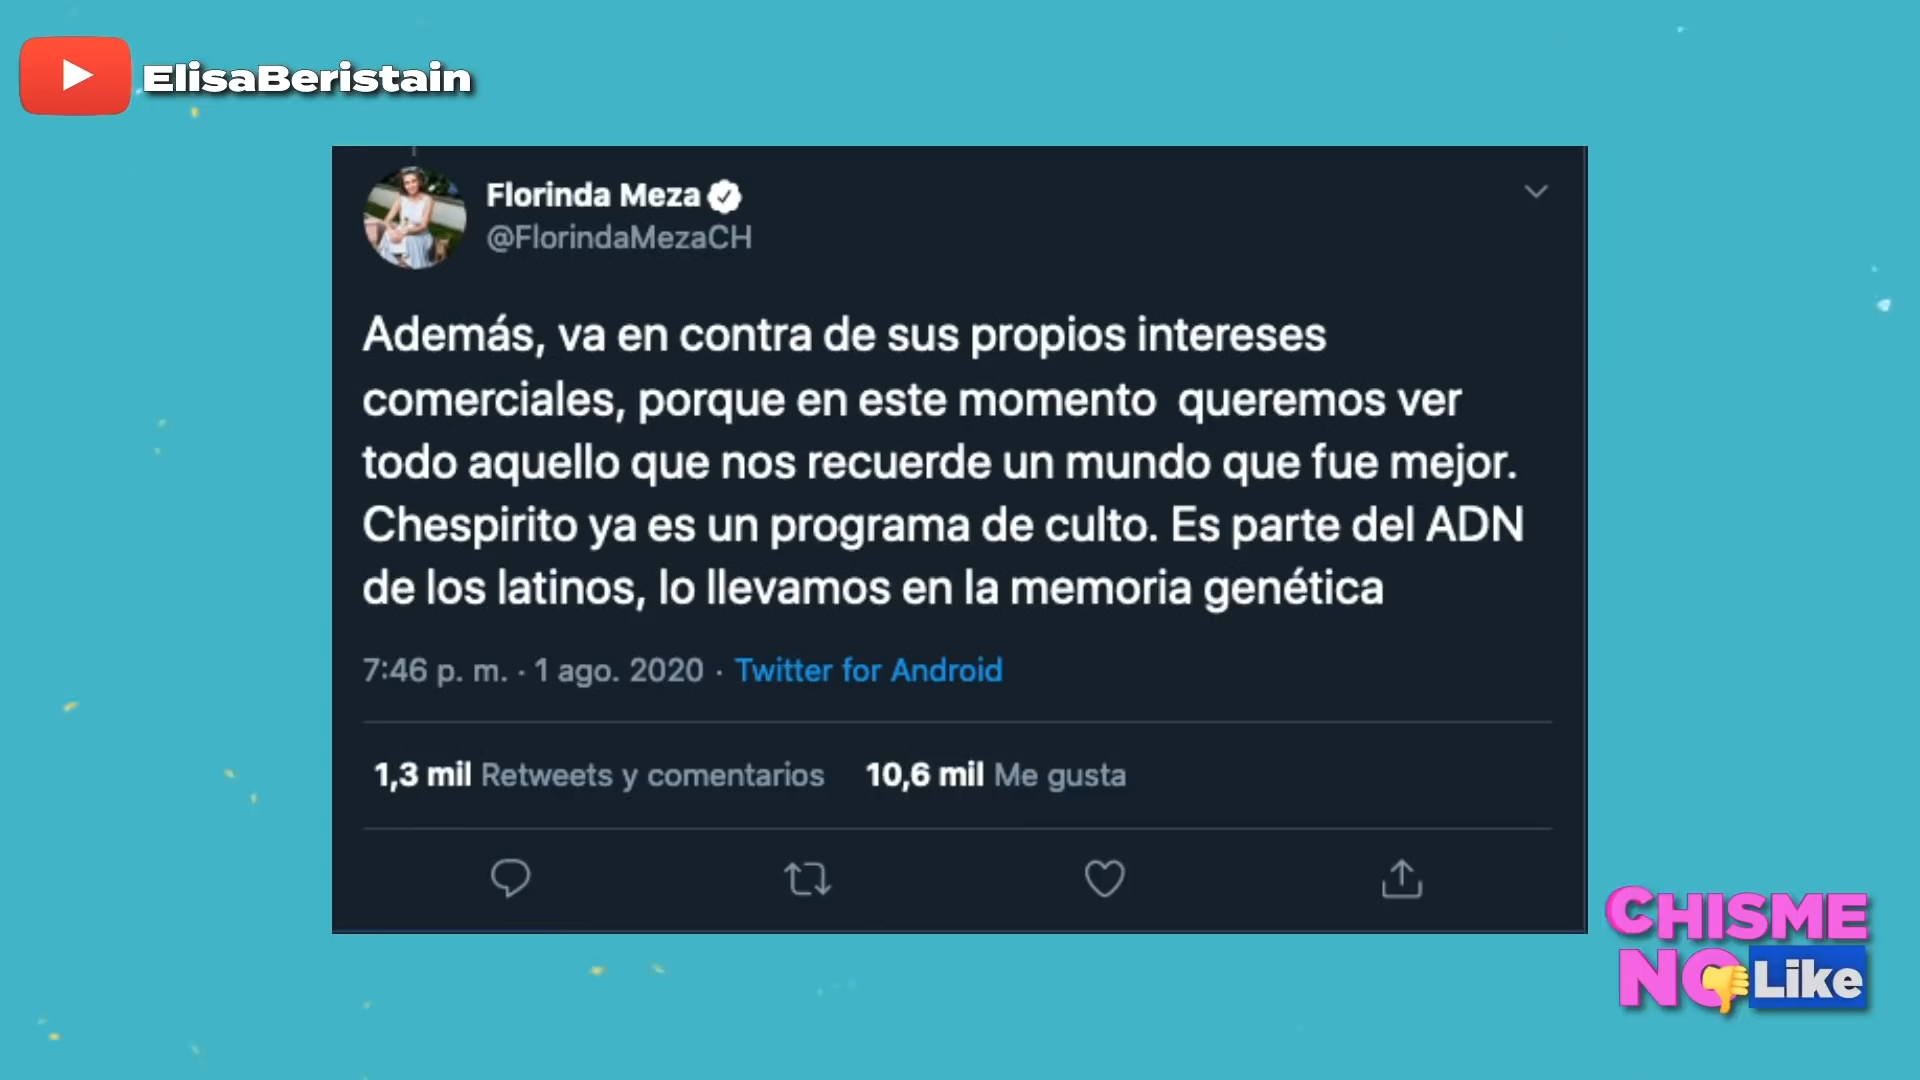 ElisaBeristain
Florinda Meza
@FlorindaMezaCH
Además, va en contra de sus propios intereses
comerciales, porque en este momento  queremos ver
todo aquello que nos recuerde un mundo que fue mejor.
Chespirito ya es un programa de culto. Es parte del ADN
de los latinos, lo llevamos en la memoria genética
7:46 p. m. · 1 ago. 2020 · Twitter for Android
1,3 mil Retweets y comentarios 10,6 mil Me gusta
CHISME
NO Like